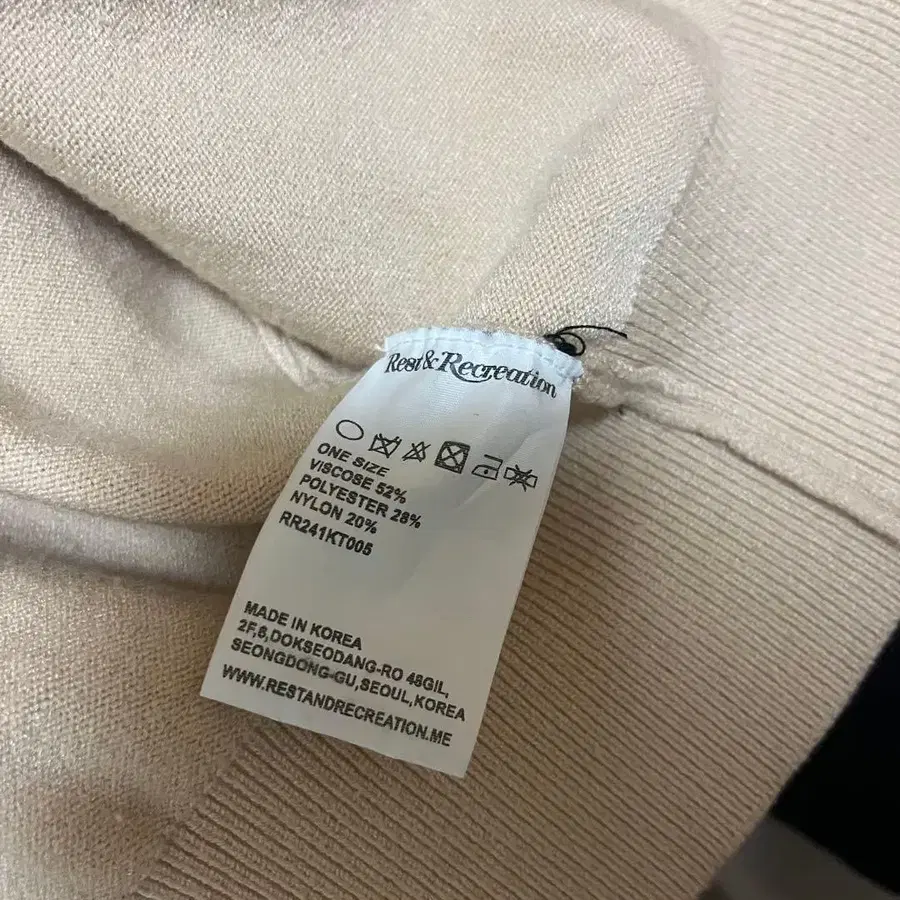 Rest&Recreation
ONE SIZE
VISCOSE 52%
POLYESTER 28%
NYLON 20%
RR241KT005
MADE IN KOREA
2F,8,DOKSEODANG-RO 48GIL,
SEONGDONG-GU,SEOUL,KOREA
WWW.RESTANDRECREATION.ME